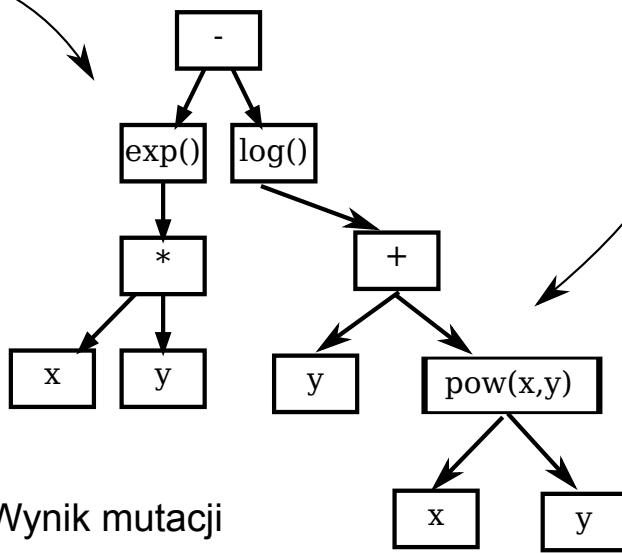 -
exp() log()
* +
x y y pow(x,y)
x y
Wynik mutacji